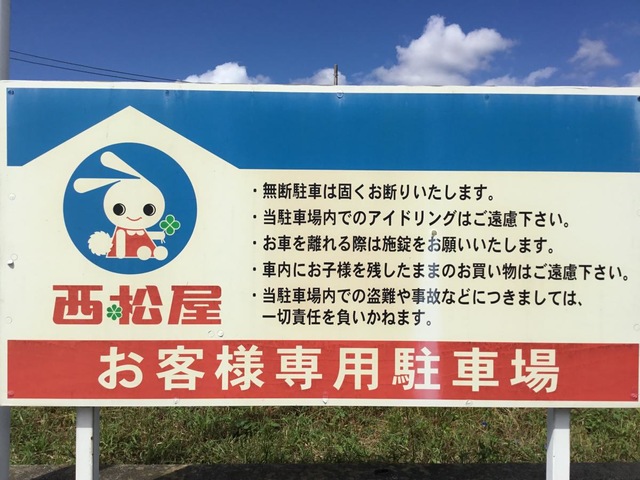 ・無断駐車は固くお断りいたします。
・当駐車場内でのアイドリングはご遠慮下さい。
・お車を離れる際は施錠をお願いいたします。
・車内にお子様を残したままのお買い物はご遠慮下さい。
・当駐車場内での盗難や事故などにつきましては、
一切責任を負いかねます。
西松屋
お客様専用駐車場